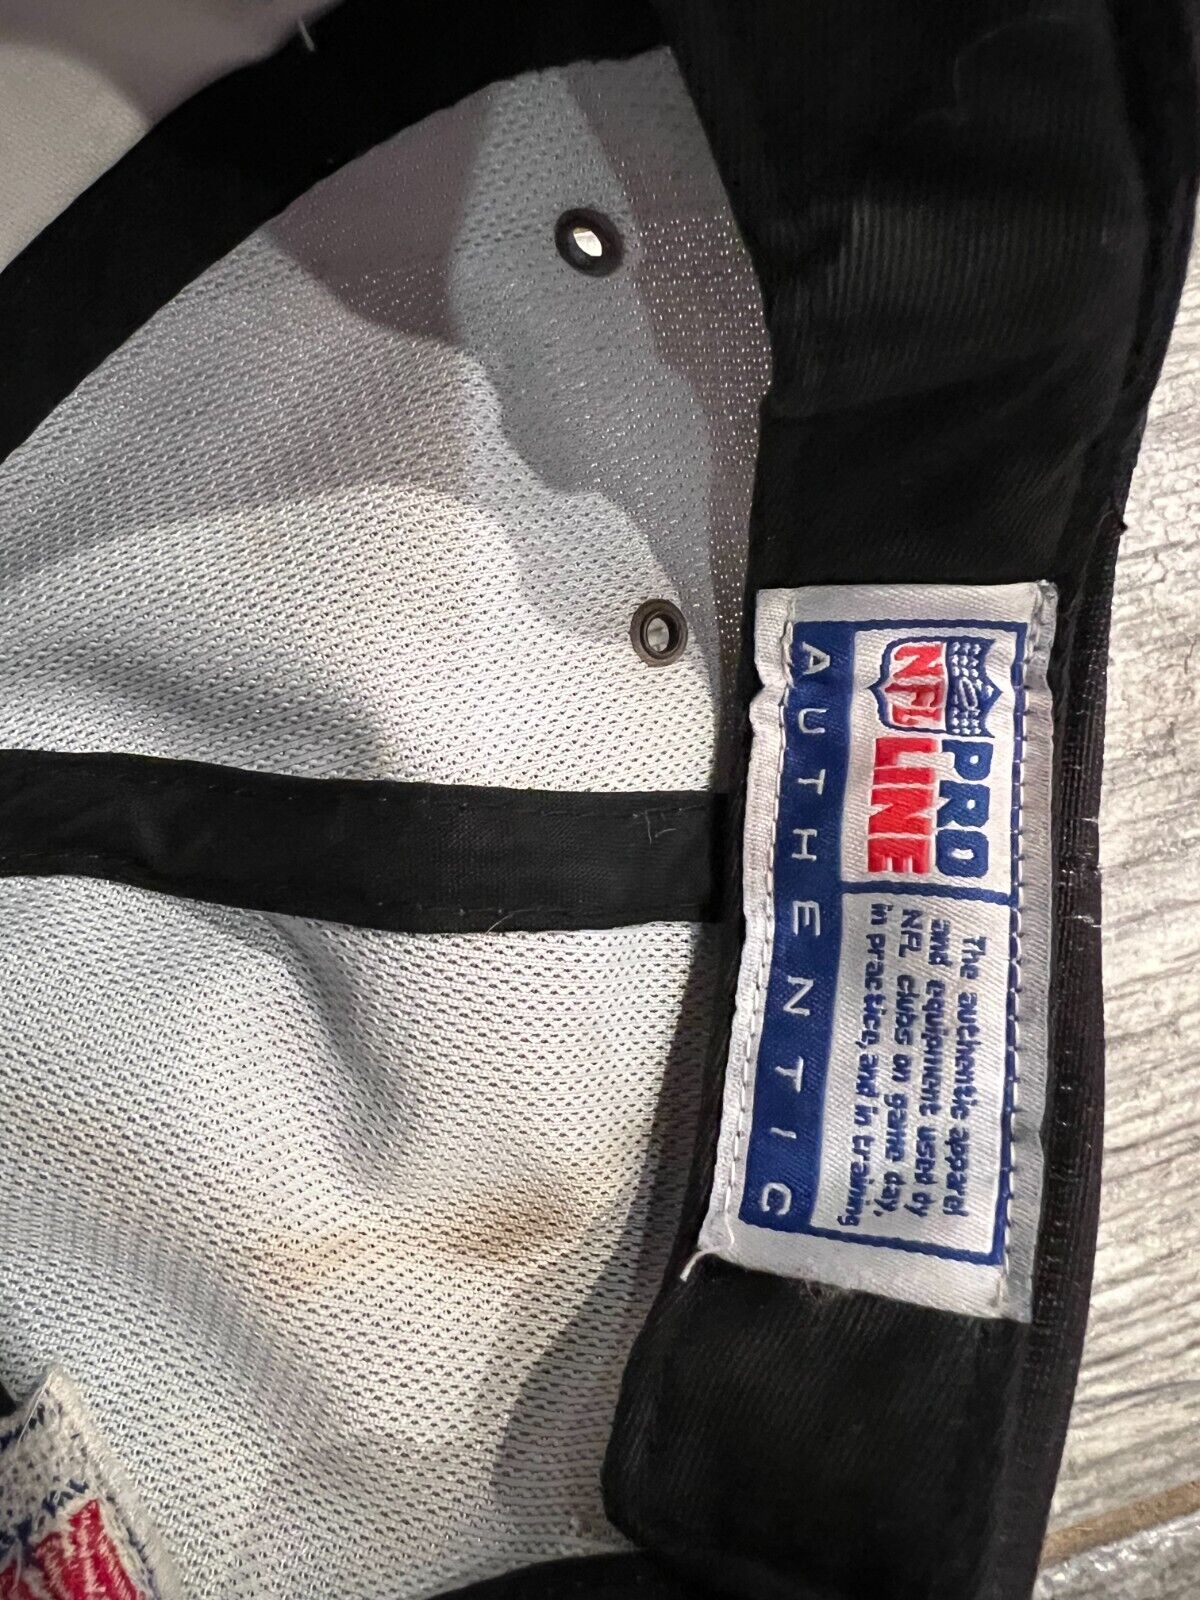 NFL
PRO
LINE
The authentic apparel
and equipment used by
NFL clubs on game day,
in practice, and in training
AUTHENTIC